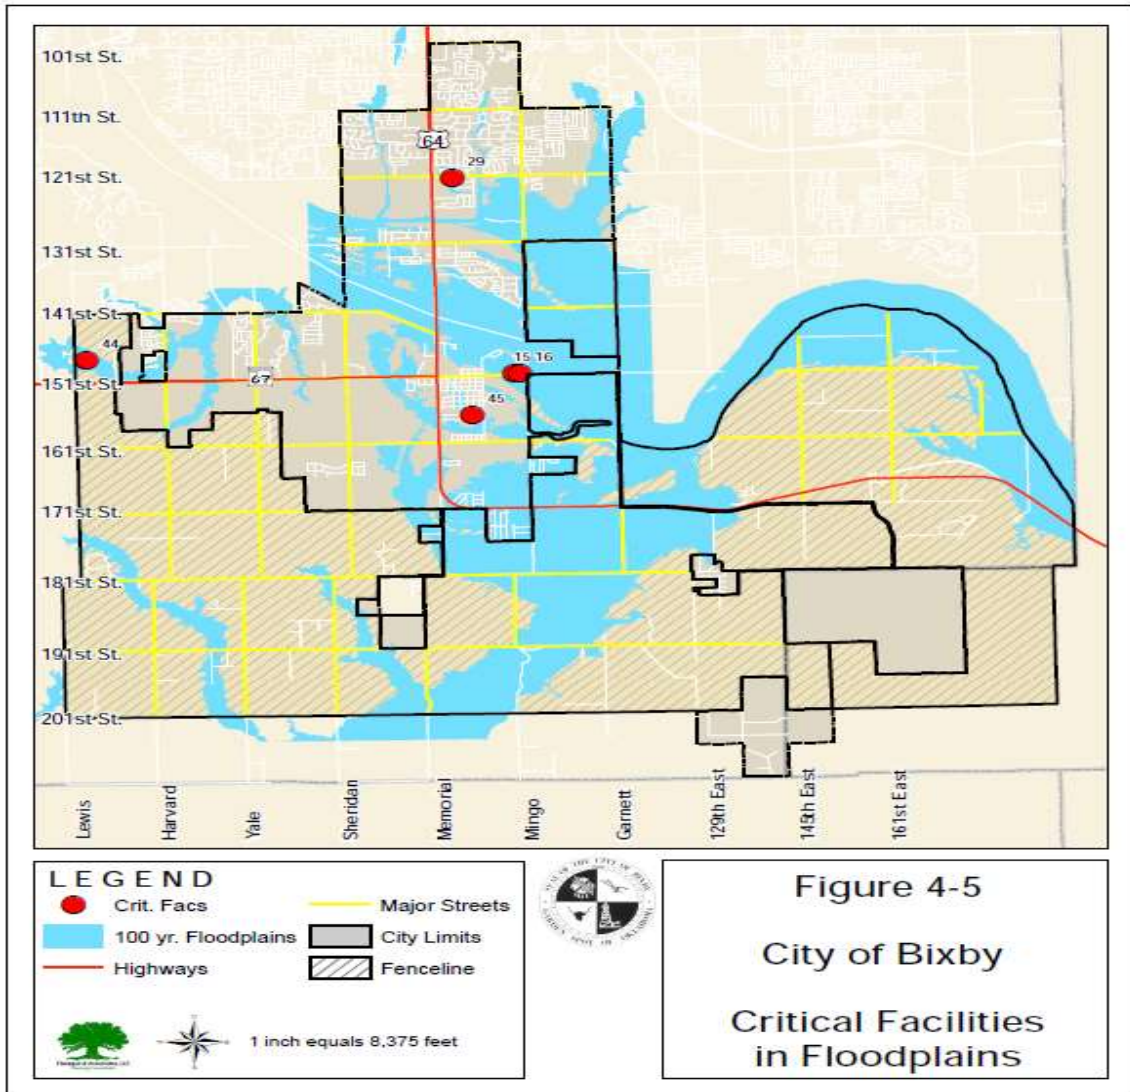 101st St.
111th St.
64
29
121st St.
131st St.
141st St.
44
15 16
67
151st St.
45
161st St.
171st St.
181st St.
191st St.
201st St.
Lewis
Harvard
Yale
Sheridan
Memorial
Mingo
Garnett
129th East
145th East
161st East
LEGEND
Crit. Facs
Major Streets
100 yr. Floodplains
City Limits
Highways
Fenceline
1 inch equals 8,375 feet
Figure 4-5
City of Bixby
Critical Facilities
in Floodplains